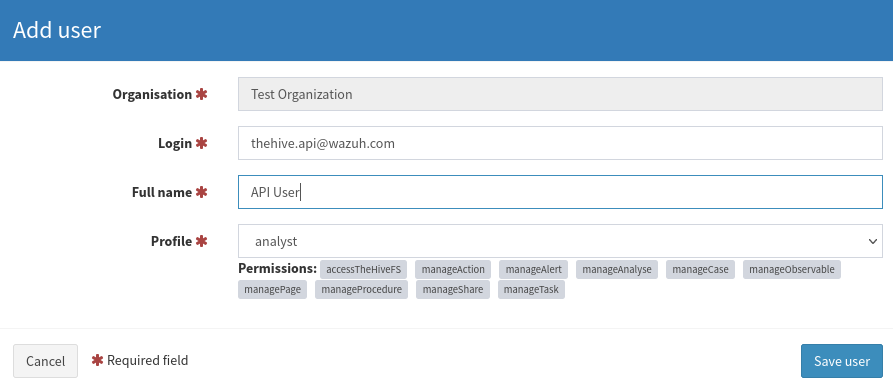 Add user
Organisation ✱ Test Organization
Login ✱ thehive.api@wazuh.com
Full name ✱ API User
Profile ✱ analyst
Permissions: accessTheHiveFS manageAction manageAlert manageAnalyse manageCase manageObservable
managePage manageProcedure manageShare manageTask
Cancel ✱ Required field Save user